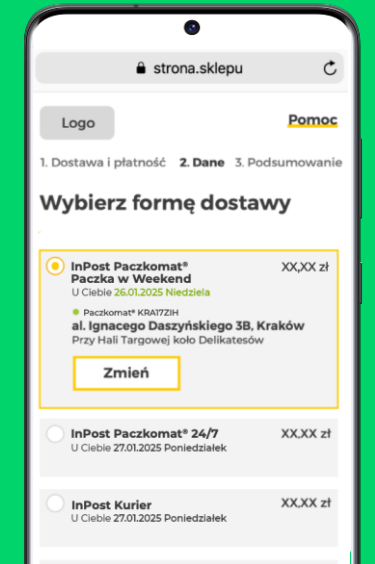 strona.sklepu
Logo
Pomoc
1. Dostawa i płatność 2. Dane 3. Podsumowanie
Wybierz formę dostawy
InPost Paczkomat® XX,XX zł
Paczka w Weekend
U Ciebie 26.01.2025 Niedziela
Paczkomat® KRA17ZIH
al. Ignacego Daszyńskiego 3B, Kraków
Przy Hali Targowej koło Delikatesów
Zmień
InPost Paczkomat® 24/7 XX,XX zł
U Ciebie 27.01.2025 Poniedziałek
InPost Kurier XX,XX zł
U Ciebie 27.01.2025 Poniedziałek